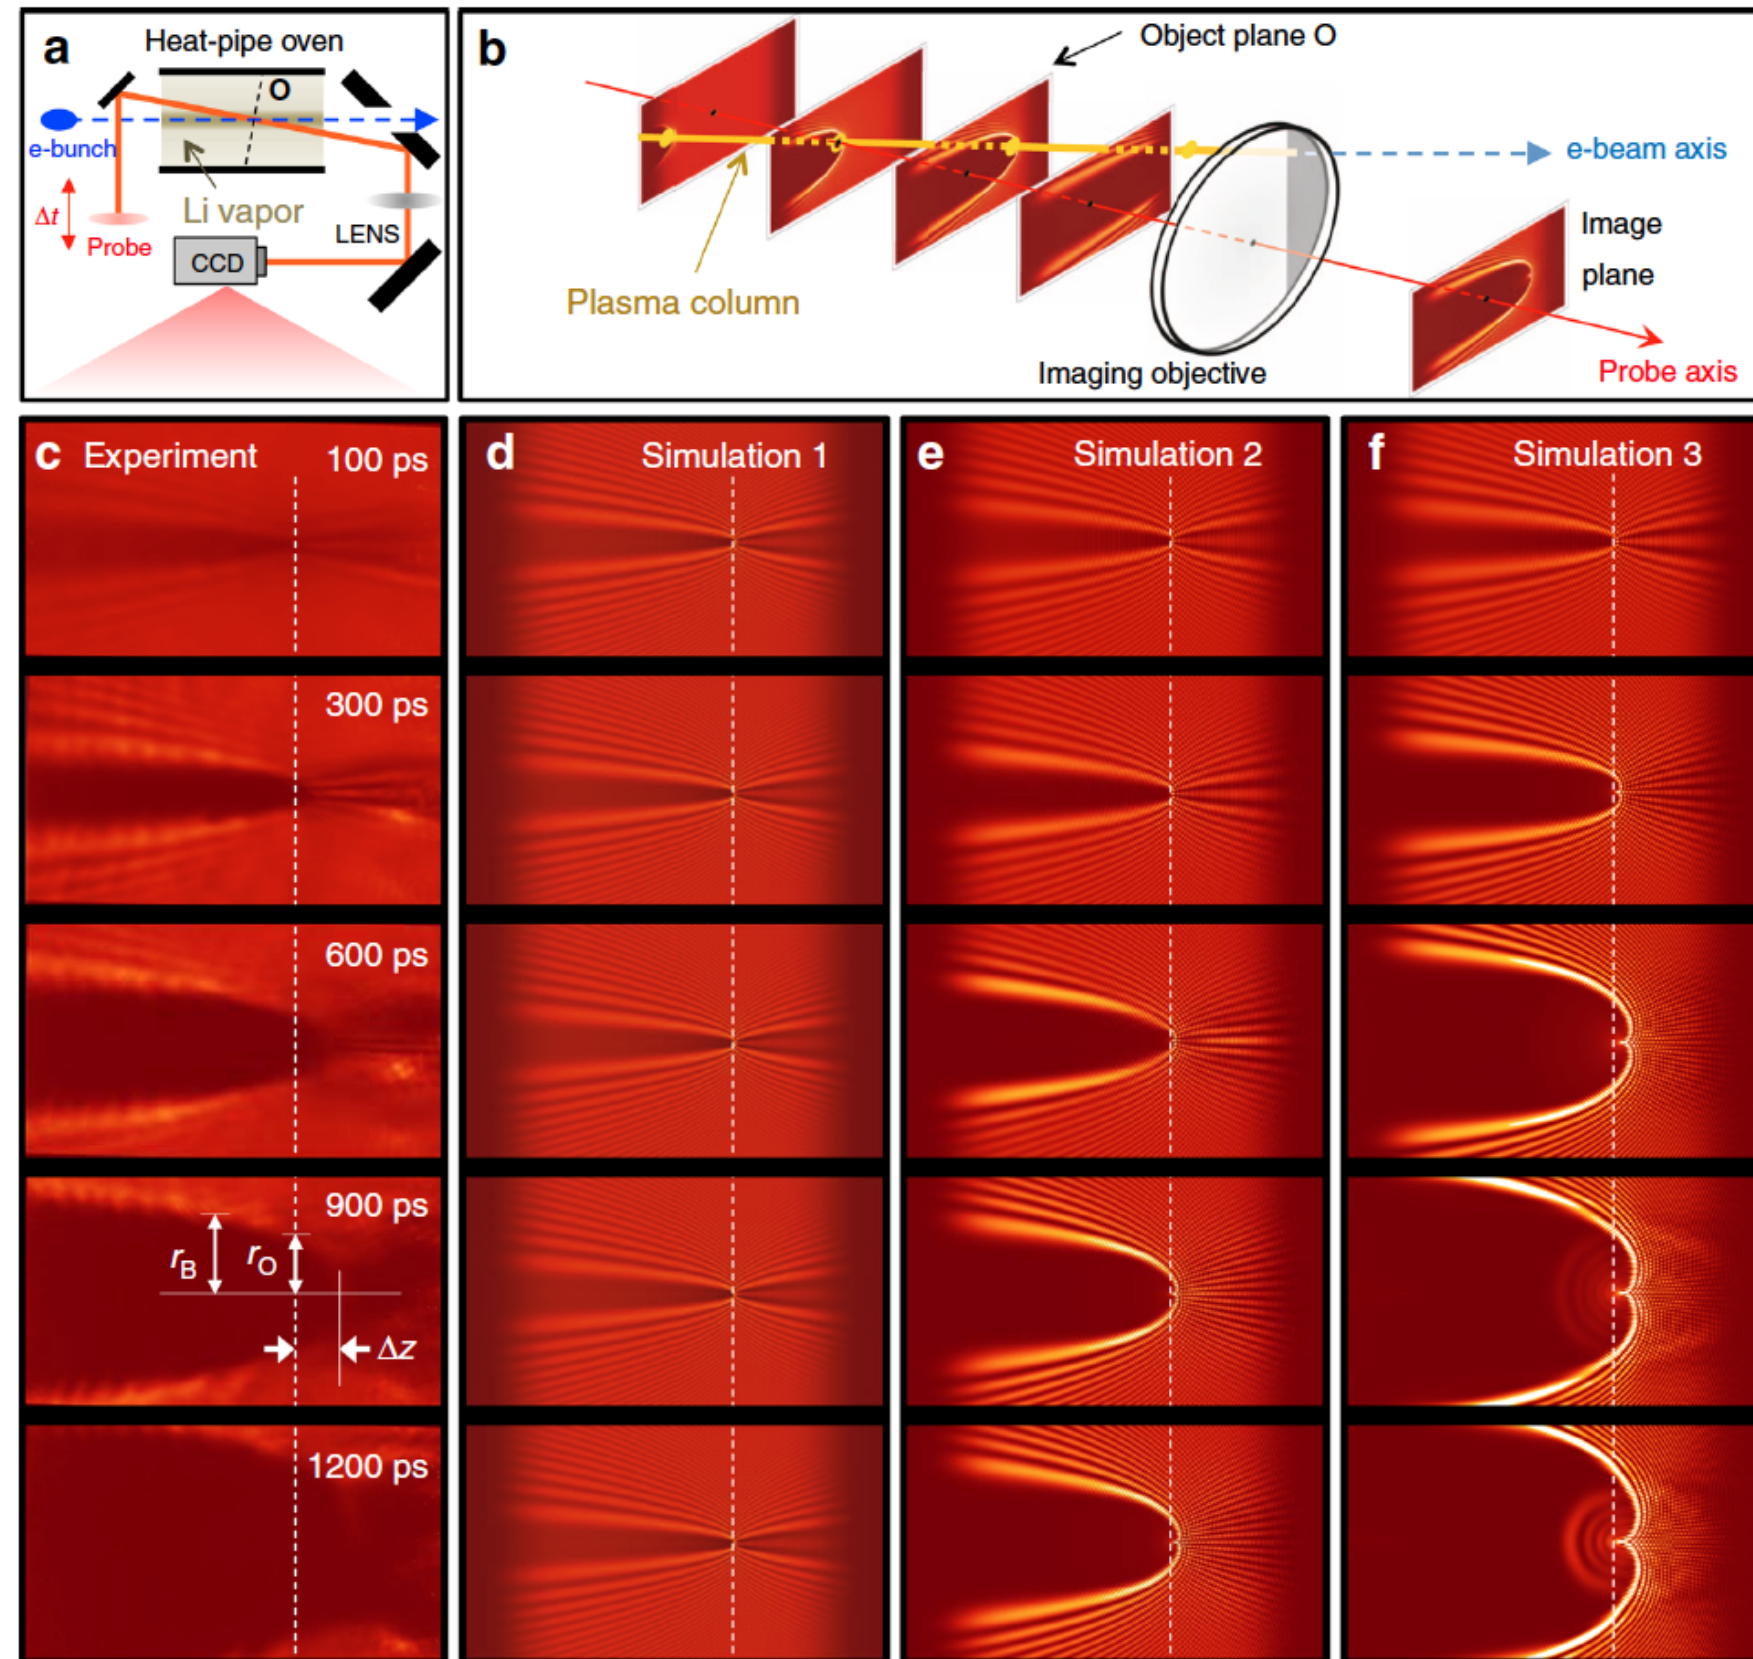 a
Heat-pipe oven
O
e-bunch
Δt
Li vapor
Probe
LENS
CCD
b
Object plane O
e-beam axis
Plasma column
Image
plane
Imaging objective
Probe axis
c Experiment 100 ps
300 ps
600 ps
900 ps
rB rO
Δz
1200 ps
d Simulation 1
e Simulation 2
f Simulation 3